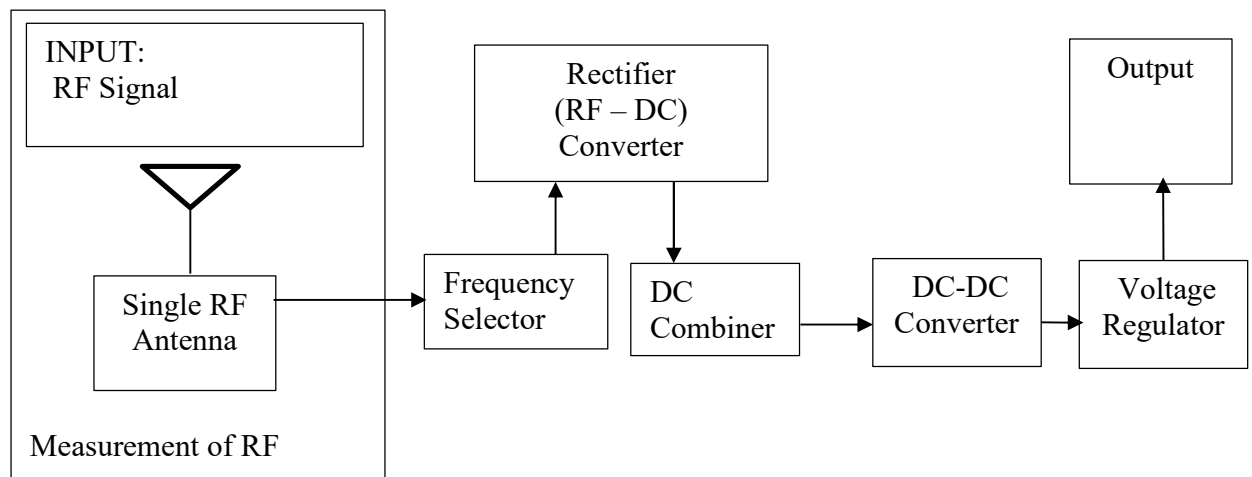 INPUT:
RF Signal
Single RF
Antenna
Measurement of RF
Frequency
Selector
Rectifier
(RF – DC)
Converter
DC
Combiner
DC-DC
Converter
Voltage
Regulator
Output